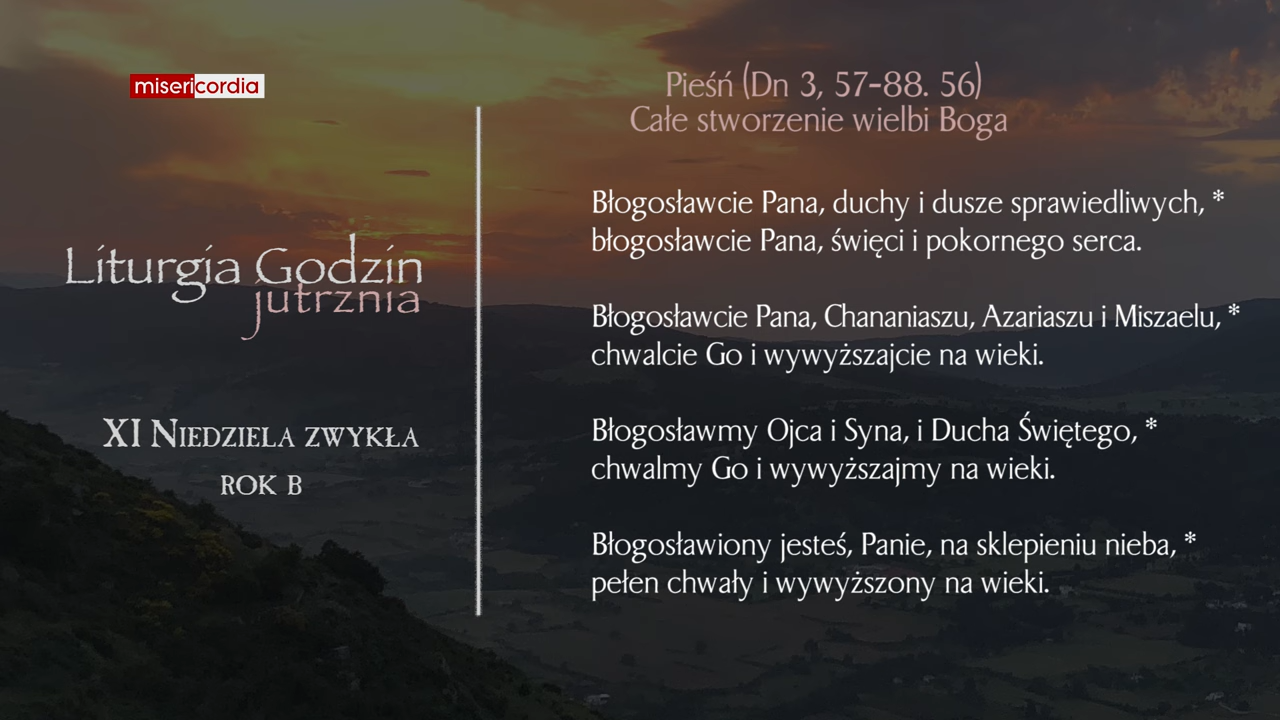 misericordia
Liturgia Godzin
jutrznia
XI Niedziela zwykła
rok B
Pieśń (Dn 3, 57-88. 56)
Całe stworzenie wielbi Boga
Błogosławcie Pana, duchy i dusze sprawiedliwych, *
błogosławcie Pana, święci i pokornego serca.
Błogosławcie Pana, Chananiaszu, Azariaszu i Miszaelu, *
chwalcie Go i wywyższajcie na wieki.
Błogosławmy Ojca i Syna, i Ducha Świętego, *
chwalmy Go i wywyższajmy na wieki.
Błogosławiony jesteś, Panie, na sklepieniu nieba, *
pełen chwały i wywyższony na wieki.